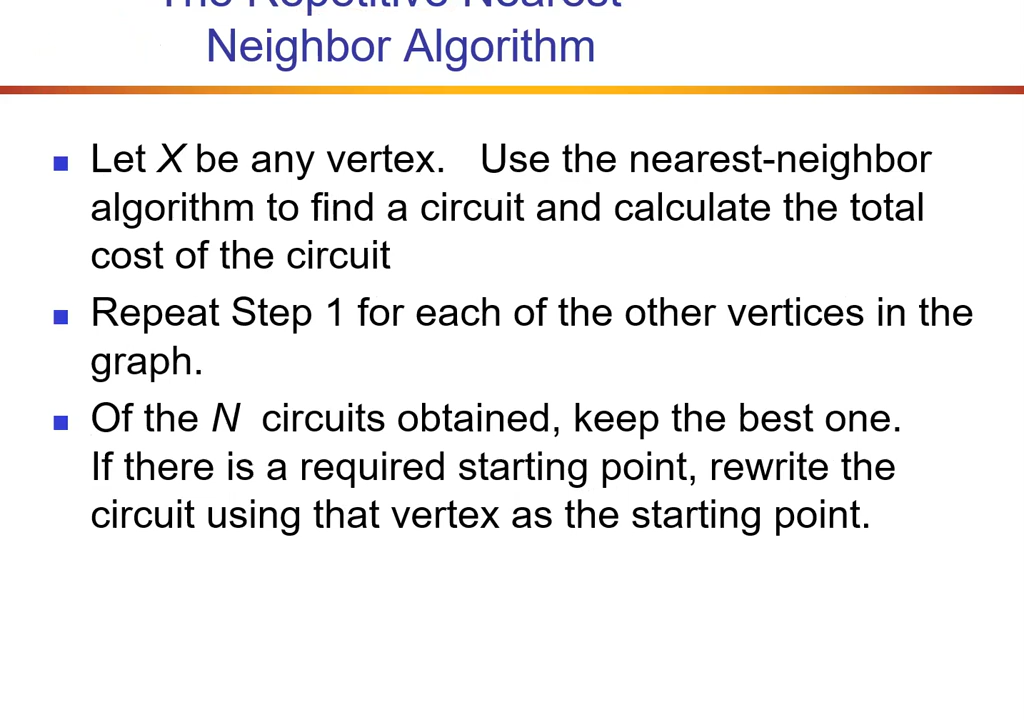 The Repetitive Nearest
Neighbor Algorithm
Let X be any vertex. Use the nearest-neighbor
algorithm to find a circuit and calculate the total
cost of the circuit
Repeat Step 1 for each of the other vertices in the
graph.
Of the N circuits obtained, keep the best one.
If there is a required starting point, rewrite the
circuit using that vertex as the starting point.